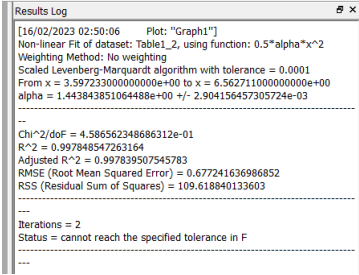 Results Log
[16/02/2023 02:50:06 Plot: "Graph1"]
Non-linear Fit of dataset: Table1_2, using function: 0.5*alpha*x^2
Weighting Method: No weighting
Scaled Levenberg-Marquardt algorithm with tolerance = 0.0001
From x = 3.597233000000000e+00 to x = 6.562711000000000e+00
alpha = 1.443843851064488e+00 +/- 2.904156457305724e-03
--------------------------------------------------------------------------------------
--
Chi^2/doF = 4.586562348686312e-01
R^2 = 0.997848547263164
Adjusted R^2 = 0.997839507545783
RMSE (Root Mean Squared Error) = 0.677241636986852
RSS (Residual Sum of Squares) = 109.618840133603
--------------------------------------------------------------------------------------
---
Iterations = 2
Status = cannot reach the specified tolerance in F
--------------------------------------------------------------------------------------
---